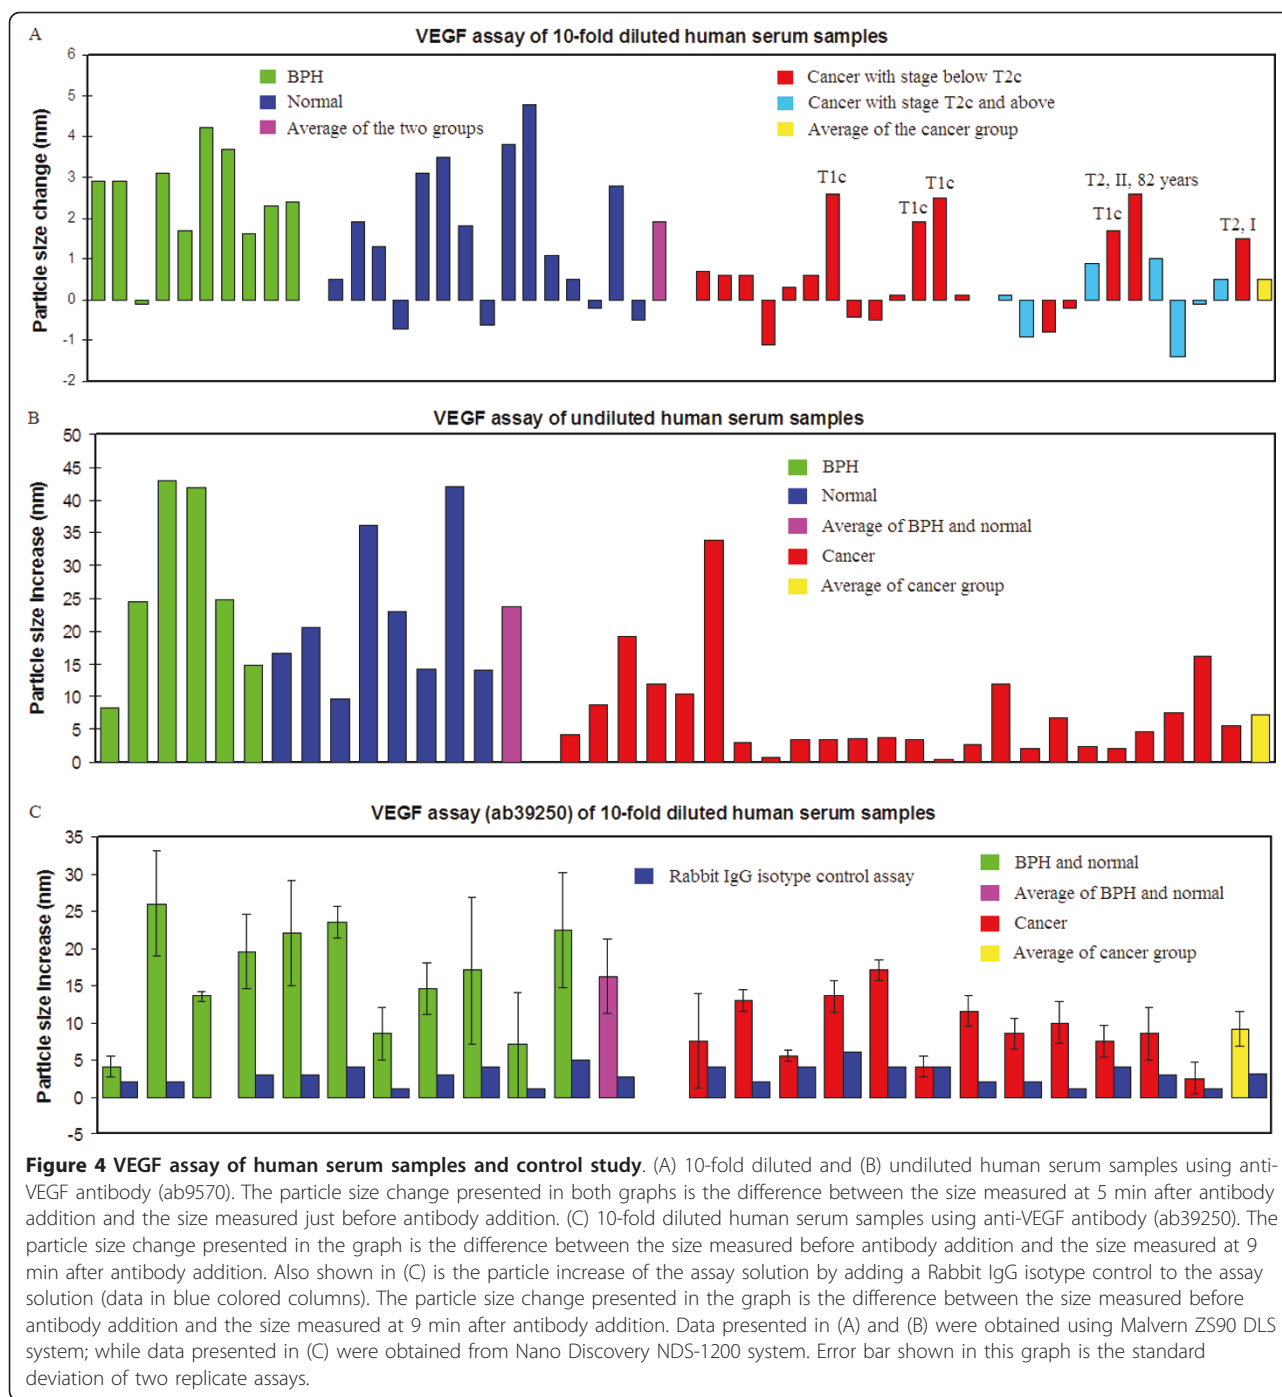 A
VEGF assay of 10-fold diluted human serum samples
Particle size change (nm)
6
5
4
3
2
1
0
-1
-2
BPH
Normal
Average of the two groups
Cancer with stage below T2c
Cancer with stage T2c and above
Average of the cancer group
T1c
T1c
T1c
T2, II, 82 years
T1c
T2, I
B
VEGF assay of undiluted human serum samples
Particle size Increase (nm)
50
45
40
35
30
25
20
15
10
5
0
BPH
Normal
Average of BPH and normal
Cancer
Average of cancer group
C
VEGF assay (ab39250) of 10-fold diluted human serum samples
Particle size Increase (nm)
35
30
25
20
15
10
5
0
-5
Rabbit IgG isotype control assay
BPH and normal
Average of BPH and normal
Cancer
Average of cancer group
Figure 4 VEGF assay of human serum samples and control study. (A) 10-fold diluted and (B) undiluted human serum samples using anti-
VEGF antibody (ab9570). The particle size change presented in both graphs is the difference between the size measured at 5 min after antibody
addition and the size measured just before antibody addition. (C) 10-fold diluted human serum samples using anti-VEGF antibody (ab39250). The
particle size change presented in the graph is the difference between the size measured before antibody addition and the size measured at 9
min after antibody addition. Also shown in (C) is the particle increase of the assay solution by adding a Rabbit IgG isotype control to the assay
solution (data in blue colored columns). The particle size change presented in the graph is the difference between the size measured before
antibody addition and the size measured at 9 min after antibody addition. Data presented in (A) and (B) were obtained using Malvern ZS90 DLS
system; while data presented in (C) were obtained from Nano Discovery NDS-1200 system. Error bar shown in this graph is the standard
deviation of two replicate assays.